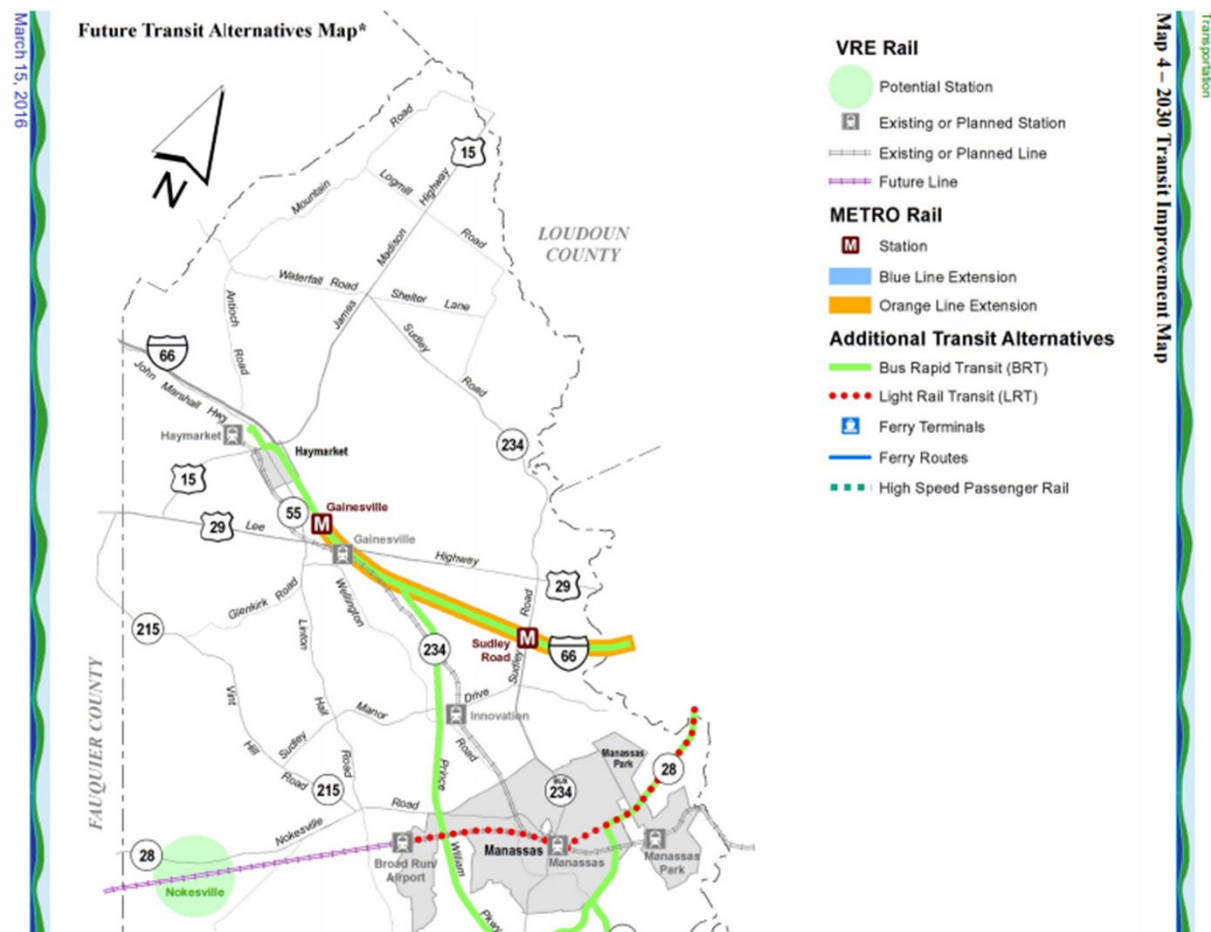 March 15, 2016
Future Transit Alternatives Map*
Transportation
Map 4 – 2030 Transit Improvement Map
VRE Rail
Potential Station
Existing or Planned Station
Existing or Planned Line
Future Line
METRO Rail
M
Station
Blue Line Extension
Orange Line Extension
Additional Transit Alternatives
Bus Rapid Transit (BRT)
Light Rail Transit (LRT)
Ferry Terminals
Ferry Routes
High Speed Passenger Rail
N
Road
15
Mountain
Logmill
Highway
Road
Madison
LOUDOUN
COUNTY
Waterfall Road
Shelter Lane
Antioch
James
Sudley
Road
66
John Marshall Hwy
Road
234
Haymarket
Haymarket
15
55
Gainesville
M
29
Lee
Gainesville
Highway
29
Glenkirk Road
Wellington
Road
215
Linton
234
Sudley
Road
M
66
Sudley
FAUQUIER COUNTY
Vint
Hall
Manor
Drive
Innovation
Hill
Sudley
Road
Road
Road
Prince
Manassas
Park
28
215
BUS
234
Road
Nokesville
28
Broad Run/
Airport
William
Manassas
Manassas
Manassas
Park
Nokesville
Pkwy